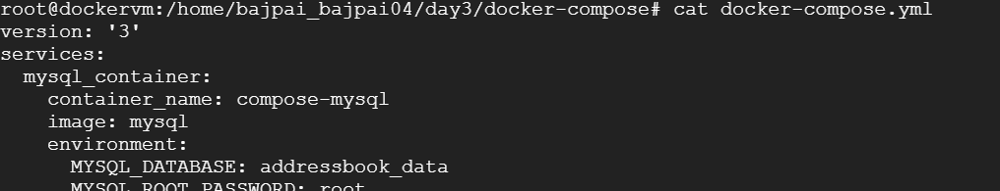 root@dockervm:/home/bajpai_bajpai04/day3/docker-compose# cat docker-compose.yml
version: '3'
services:
  mysql_container:
    container_name: compose-mysql
    image: mysql
    environment:
      MYSQL_DATABASE: addressbook_data
      MYSQL_ROOT_PASSWORD: root